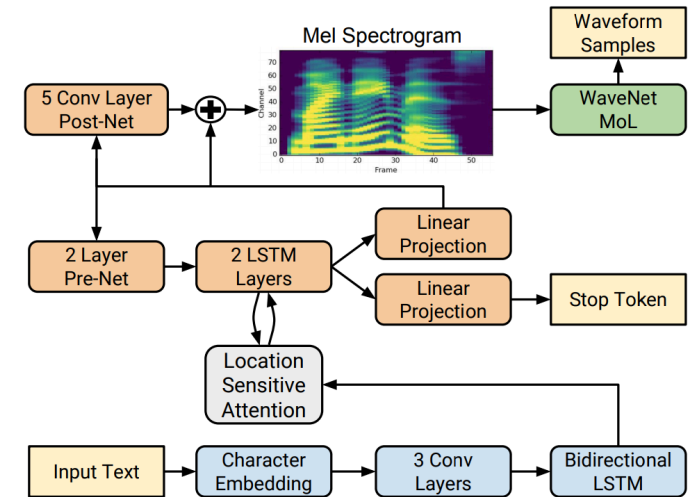 Mel Spectrogram
Waveform
Samples
5 Conv Layer
Post-Net
Channel
70
60
50
40
30
20
10
0
0 10 20 30 40 50
Frame
WaveNet
MoL
2 Layer
Pre-Net
2 LSTM
Layers
Linear
Projection
Linear
Projection
Stop Token
Location
Sensitive
Attention
Input Text
Character
Embedding
3 Conv
Layers
Bidirectional
LSTM